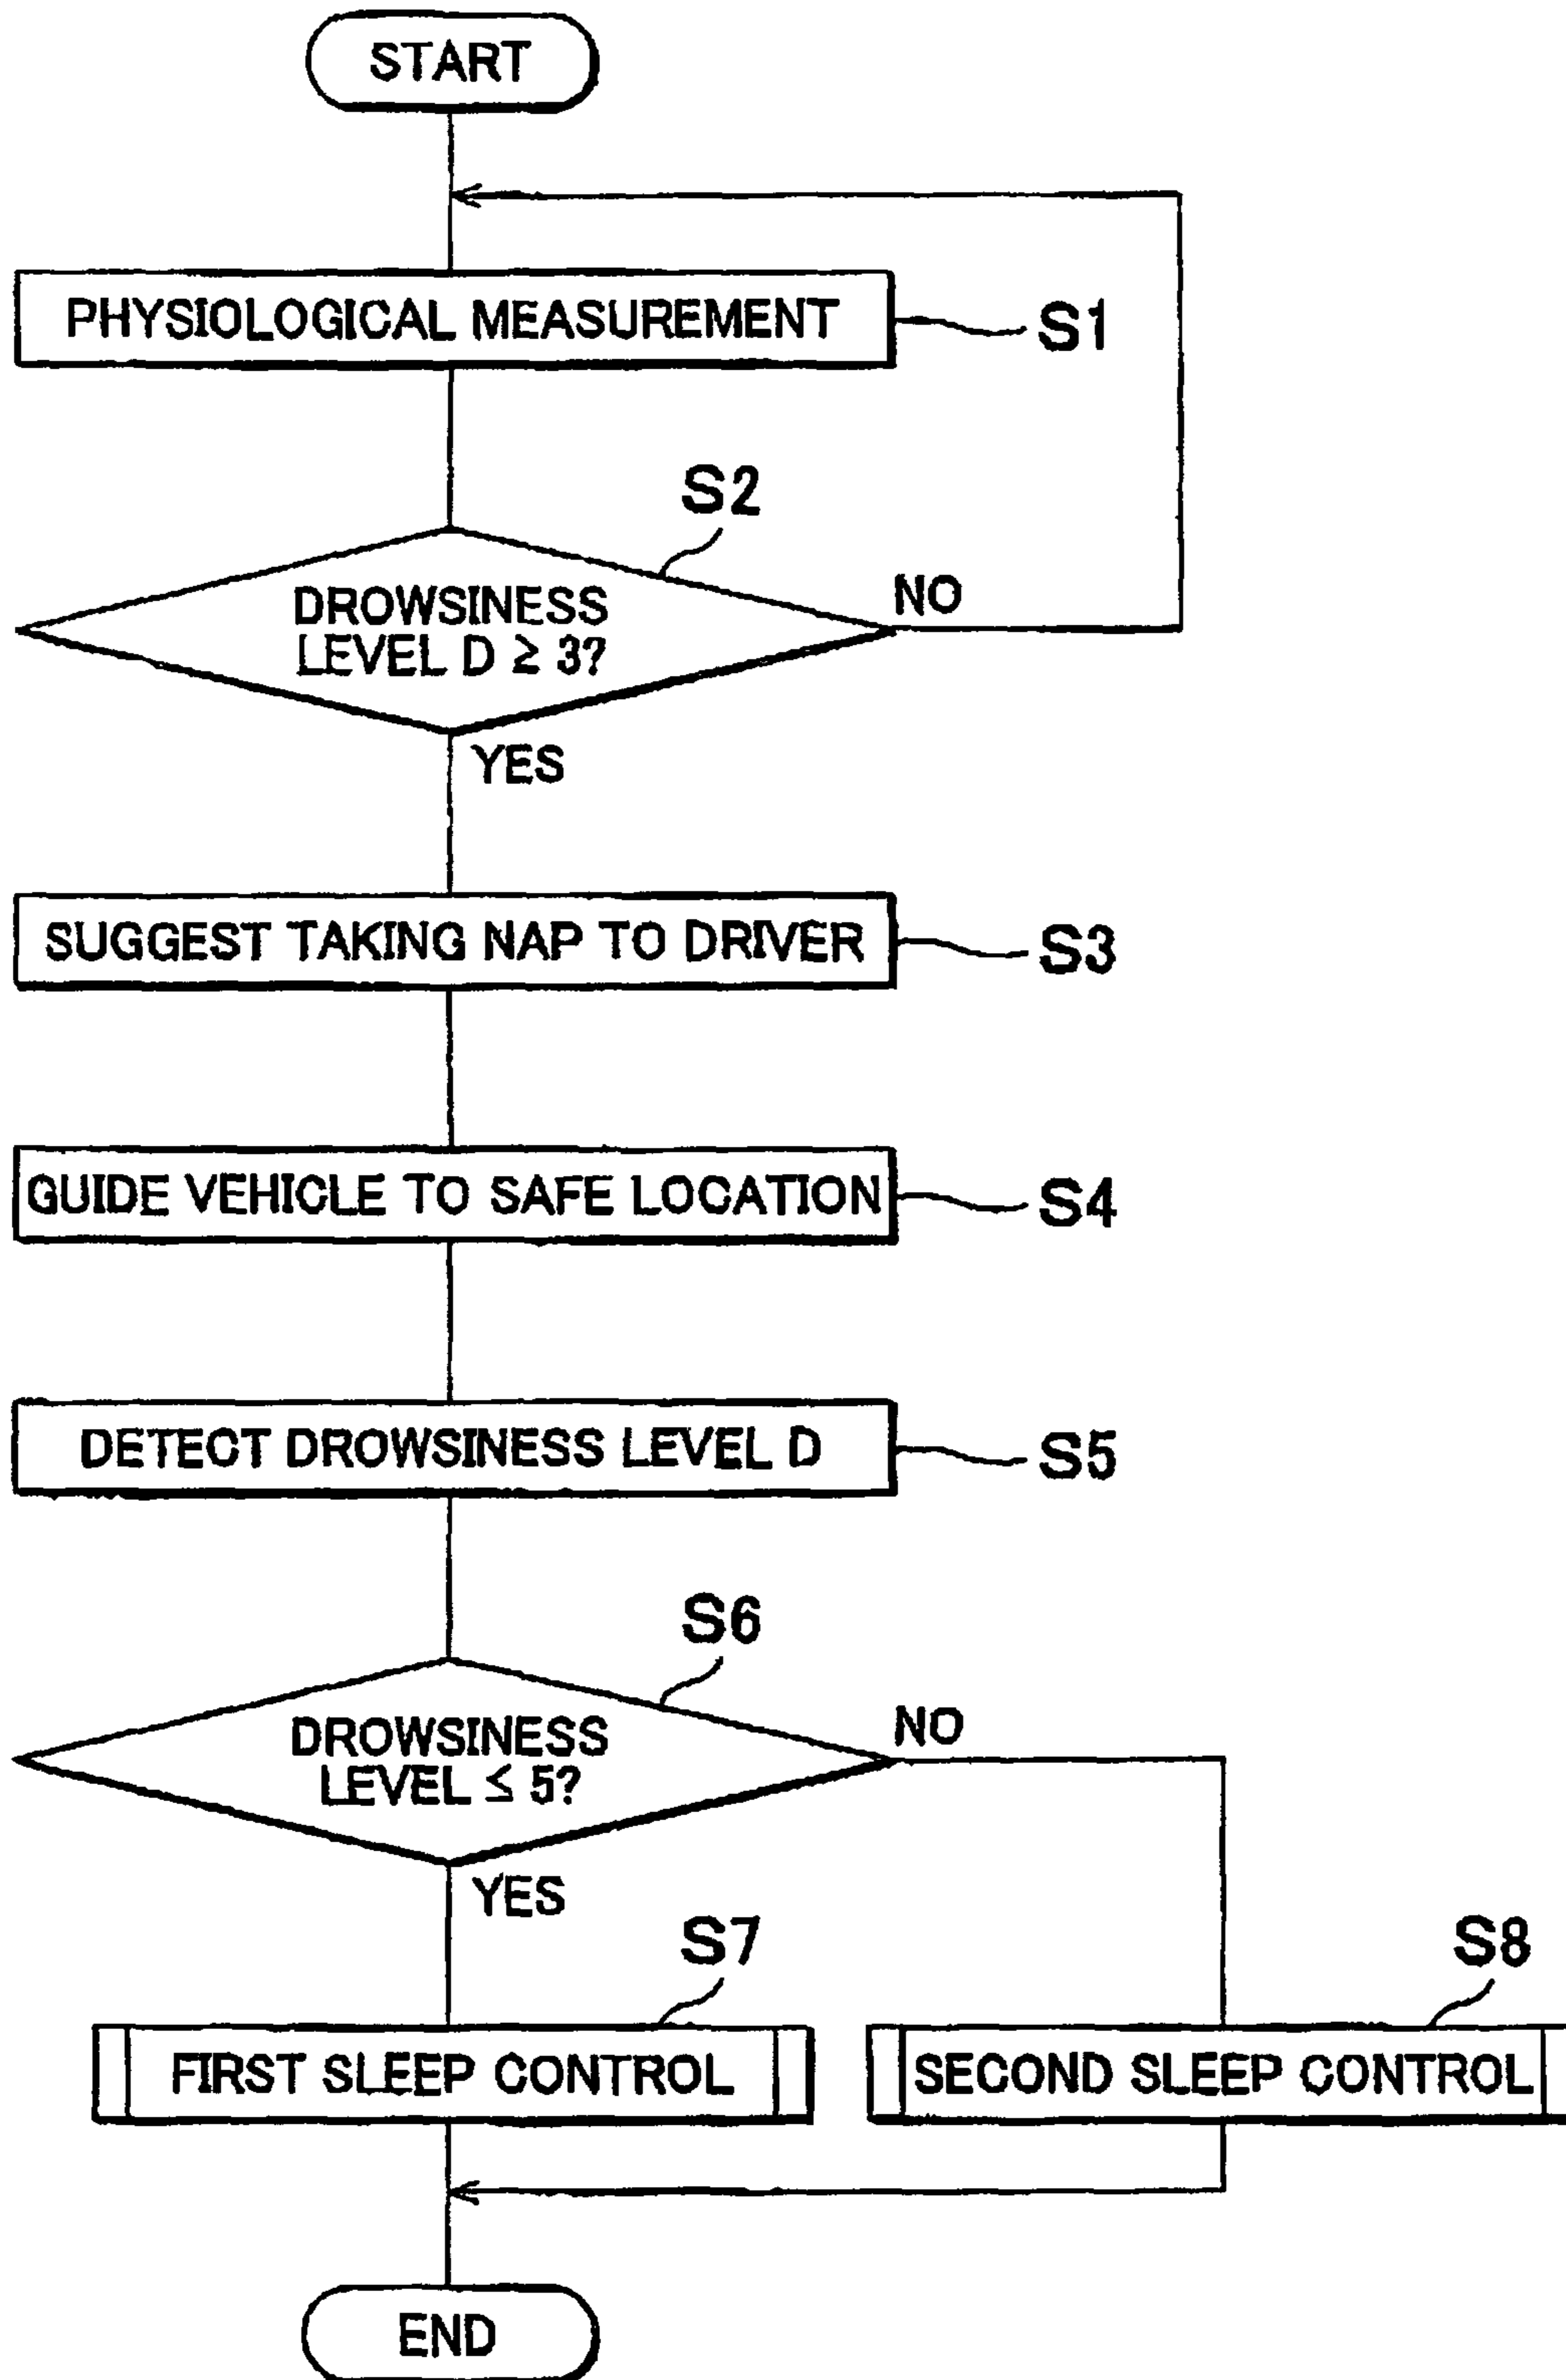 START
PHYSIOLOGICAL MEASUREMENT
S1
S2
DROWSINESS
LEVEL D ≥ 3?
NO
YES
SUGGEST TAKING NAP TO DRIVER
S3
GUIDE VEHICLE TO SAFE LOCATION
S4
DETECT DROWSINESS LEVEL D
S5
S6
DROWSINESS
LEVEL ≤ 5?
NO
YES
S7
FIRST SLEEP CONTROL
S8
SECOND SLEEP CONTROL
END